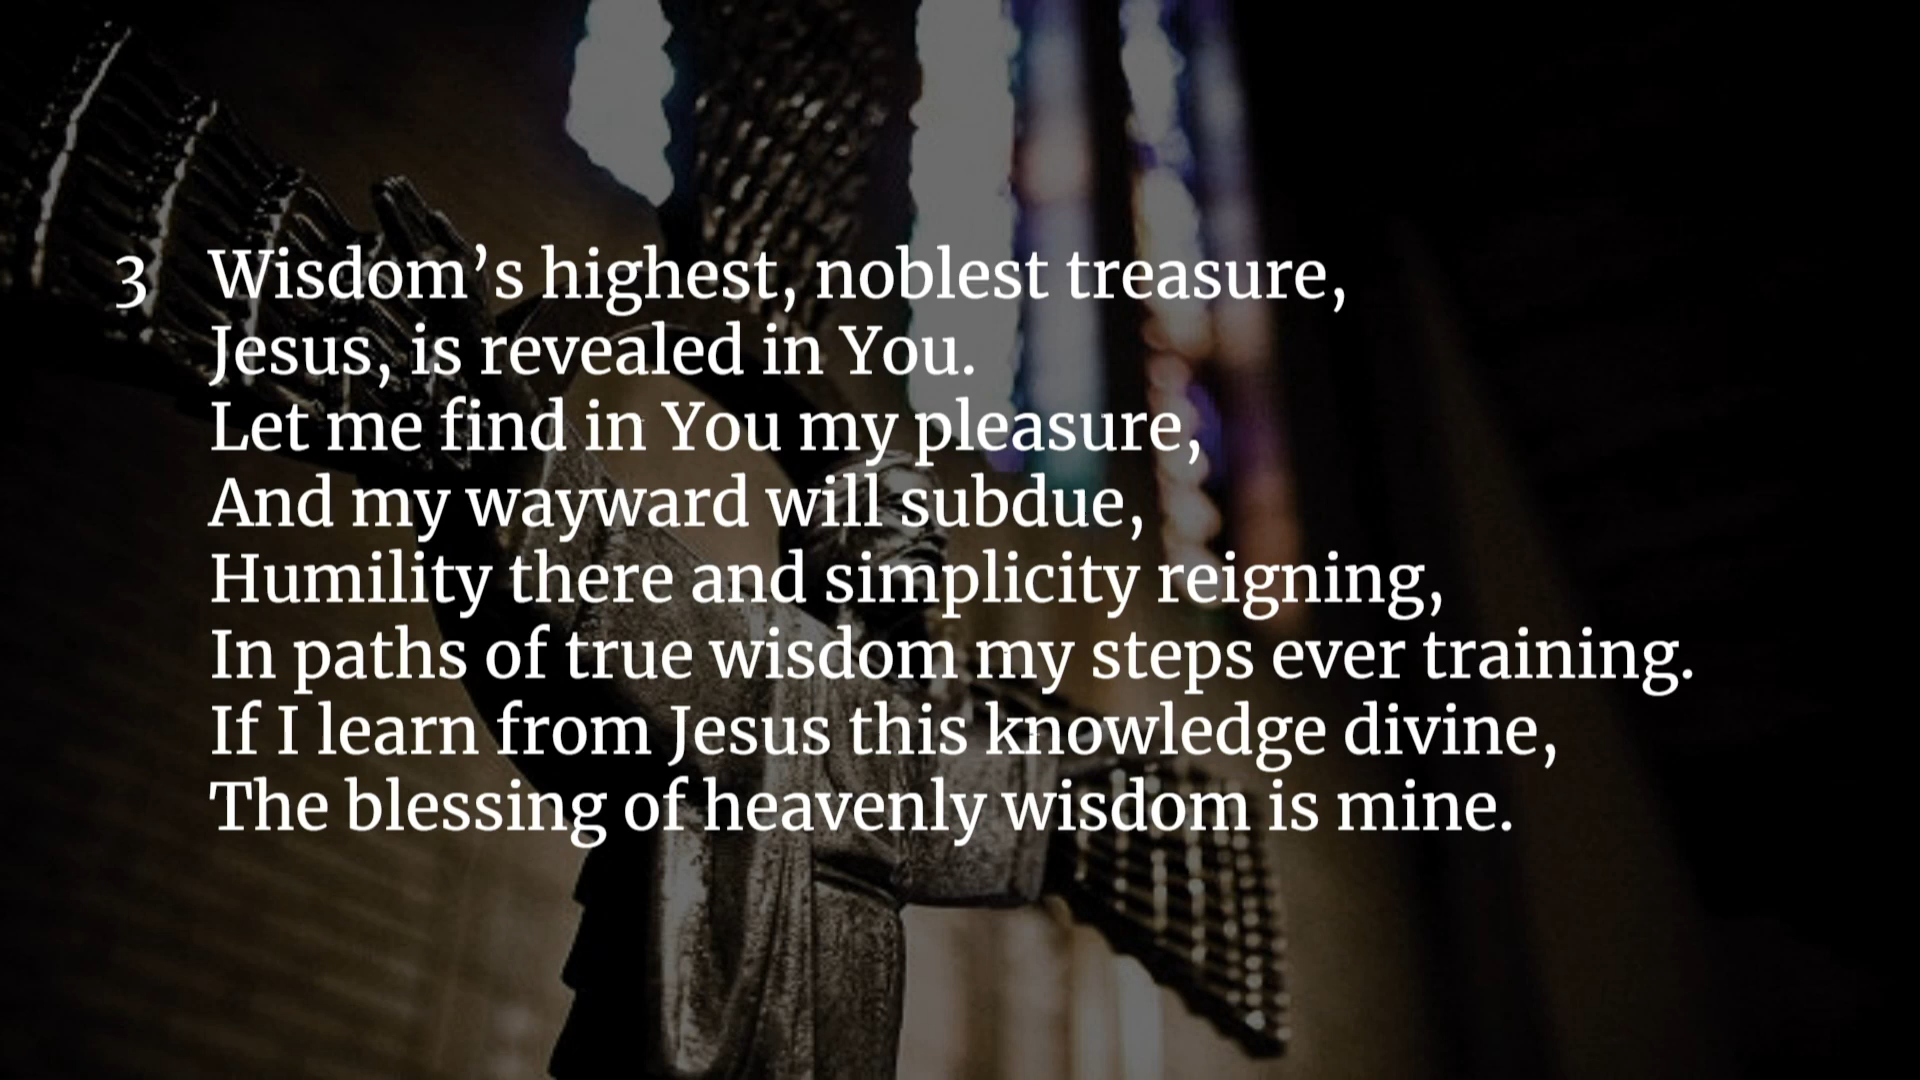 3 Wisdom’s highest, noblest treasure,
Jesus, is revealed in You.
Let me find in You my pleasure,
And my wayward will subdue,
Humility there and simplicity reigning,
In paths of true wisdom my steps ever training.
If I learn from Jesus this knowledge divine,
The blessing of heavenly wisdom is mine.